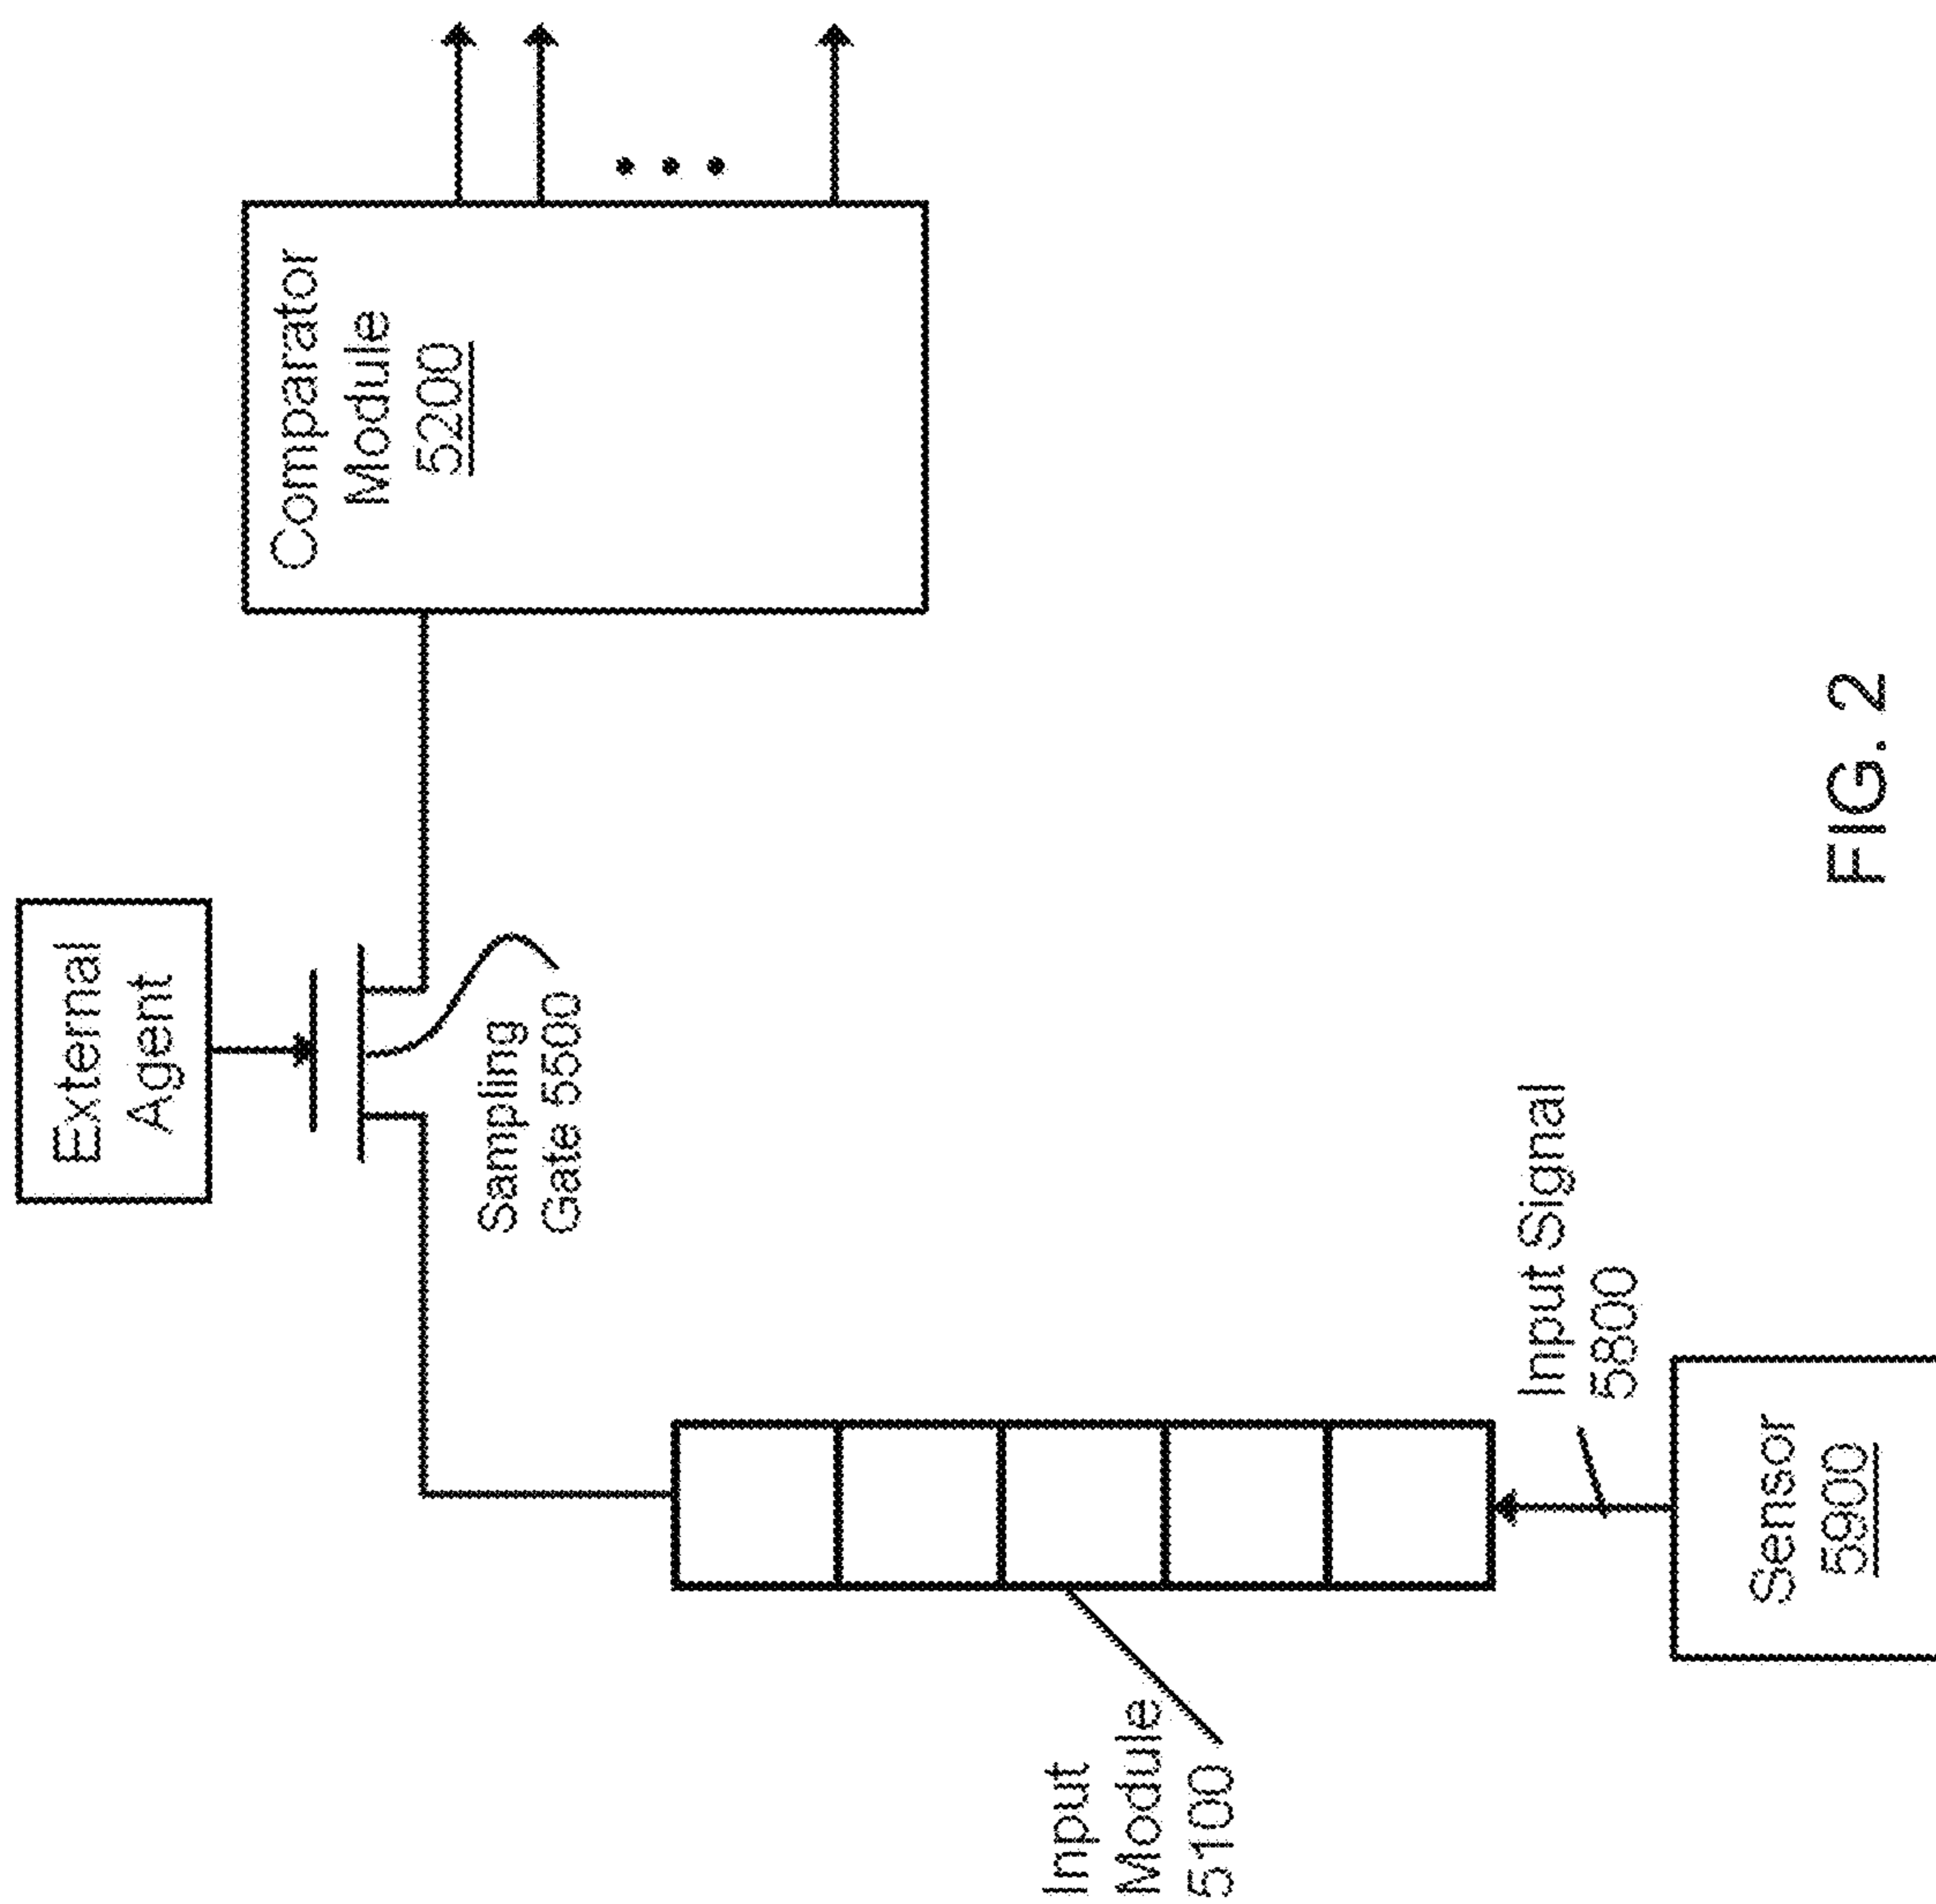 External
Agent
Comparator
Module
5200
Sampling
Gate 5500
Input
Module
5100
Input Signal
5800
Sensor
5900
FIG. 2